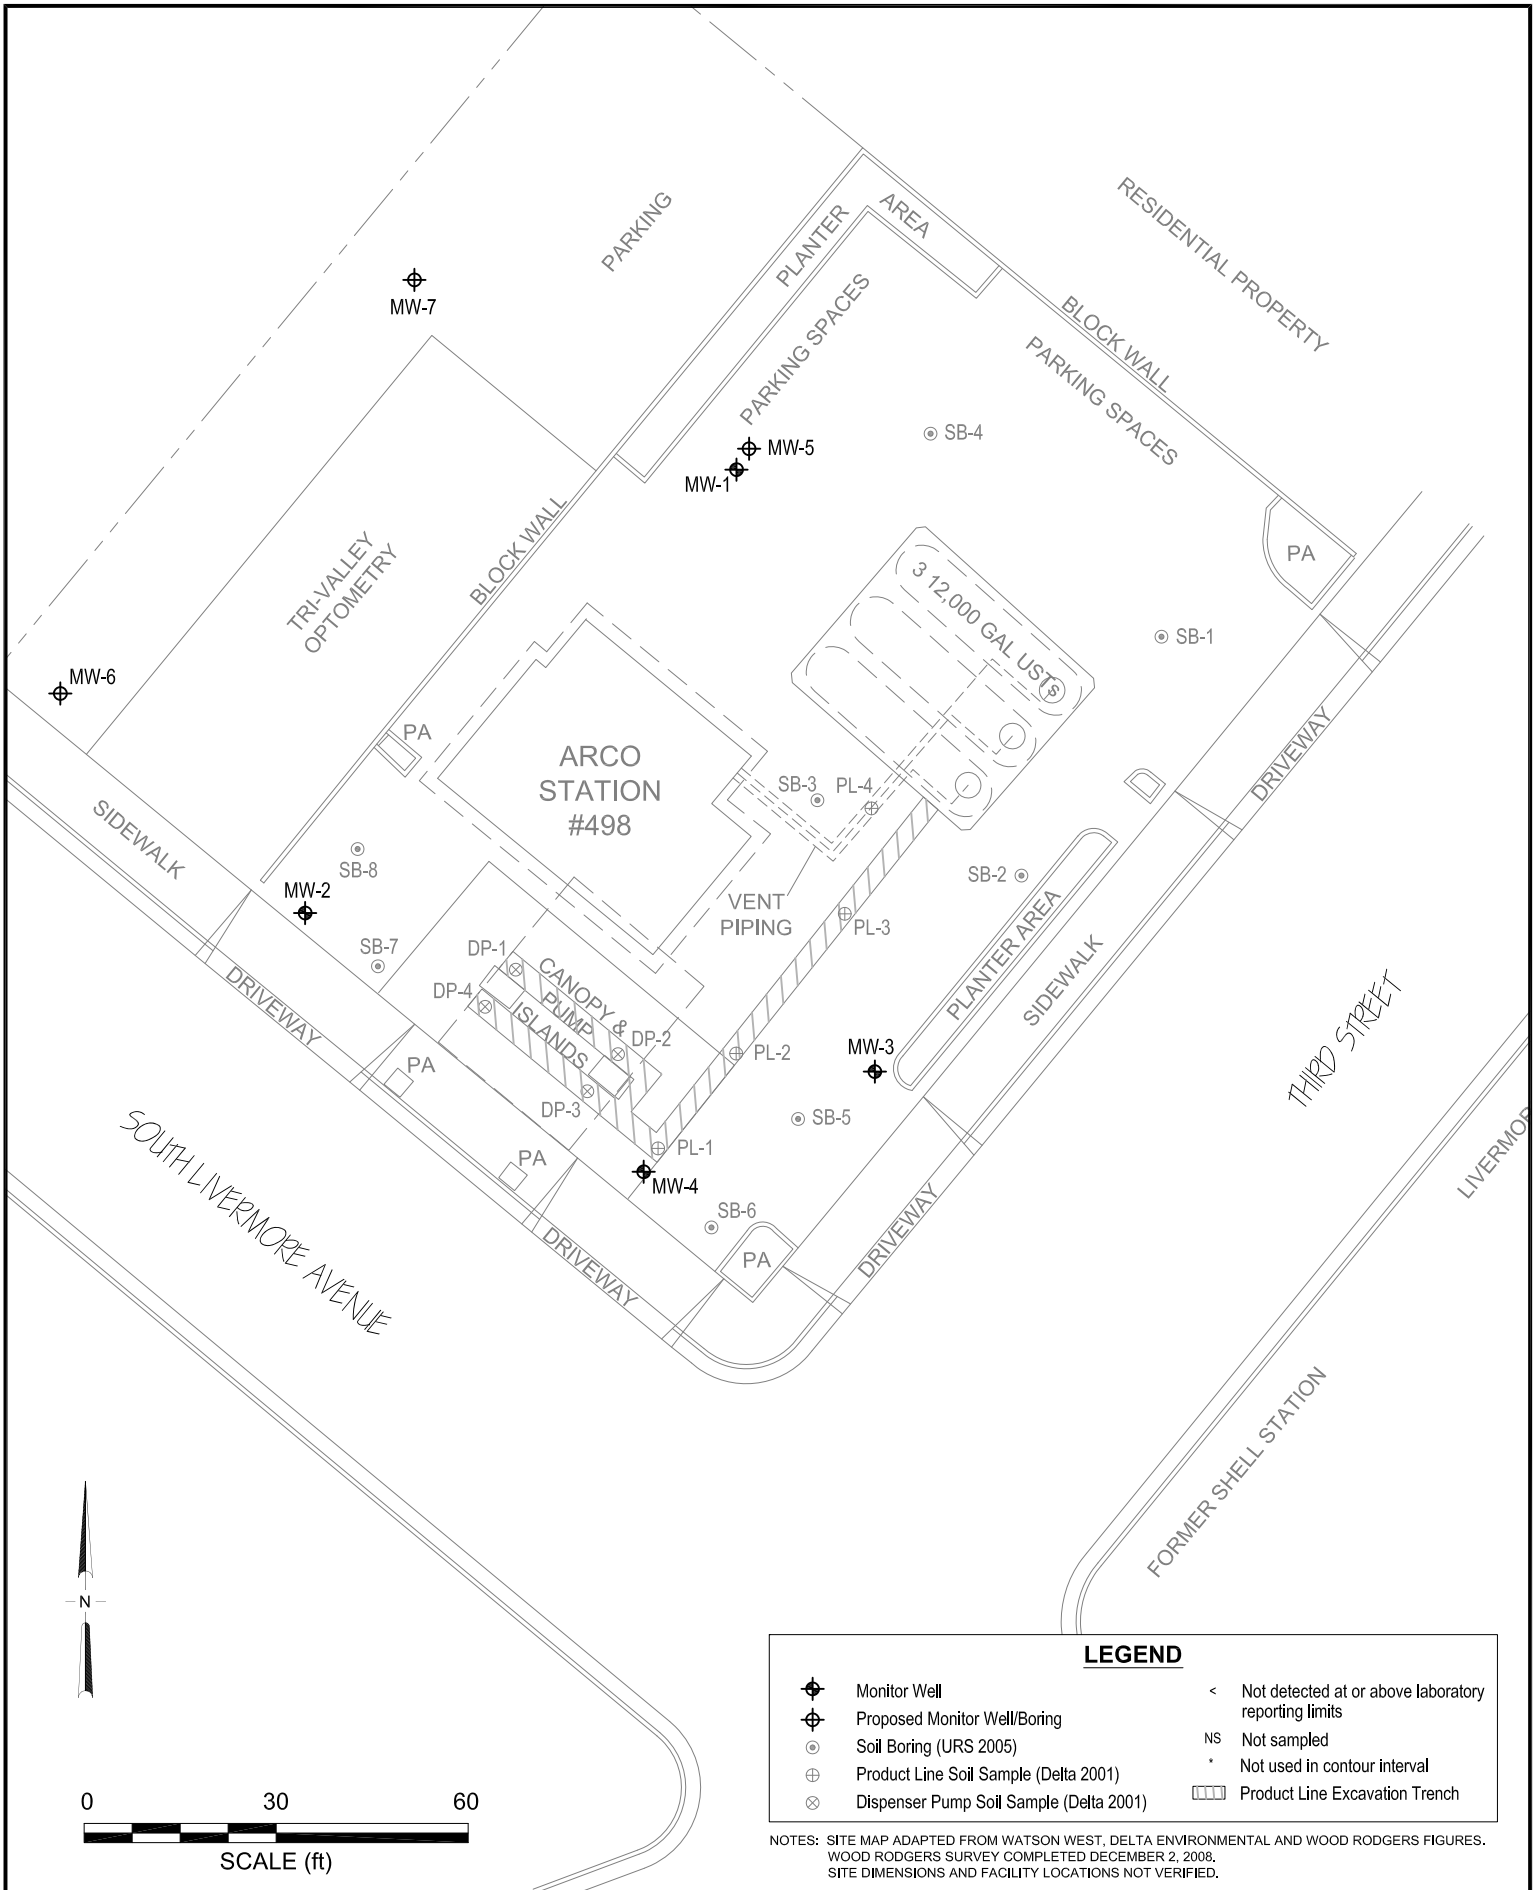 RESIDENTIAL PROPERTY
PARKING
PLANTER
AREA
MW-7
PARKING SPACES
BLOCK WALL
PARKING SPACES
SB-4
MW-5
MW-1
BLOCK WALL
TRI-VALLEY
OPTOMETRY
PA
3 12,000 GAL USTs
SB-1
MW-6
PA
ARCO
STATION
#498
SB-3
PL-4
DRIVEWAY
SIDEWALK
SB-8
MW-2
SB-2
VENT
PIPING
PL-3
PLANTER AREA
SIDEWALK
SB-7
DP-1
DRIVEWAY
DP-4
CANOPY &
PUMP
ISLANDS
DP-2
PL-2
MW-3
THIRD STREET
PA
DP-3
SB-5
PL-1
PA
MW-4
SB-6
LIVERMOR
SOUTH LIVERMORE AVENUE
DRIVEWAY
PA
DRIVEWAY
FORMER SHELL STATION
N
0 30 60
SCALE (ft)
LEGEND
Monitor Well
Proposed Monitor Well/Boring
Soil Boring (URS 2005)
Product Line Soil Sample (Delta 2001)
Dispenser Pump Soil Sample (Delta 2001)
< Not detected at or above laboratory
reporting limits
NS Not sampled
* Not used in contour interval
Product Line Excavation Trench
NOTES: SITE MAP ADAPTED FROM WATSON WEST, DELTA ENVIRONMENTAL AND WOOD RODGERS FIGURES.
WOOD RODGERS SURVEY COMPLETED DECEMBER 2, 2008.
SITE DIMENSIONS AND FACILITY LOCATIONS NOT VERIFIED.